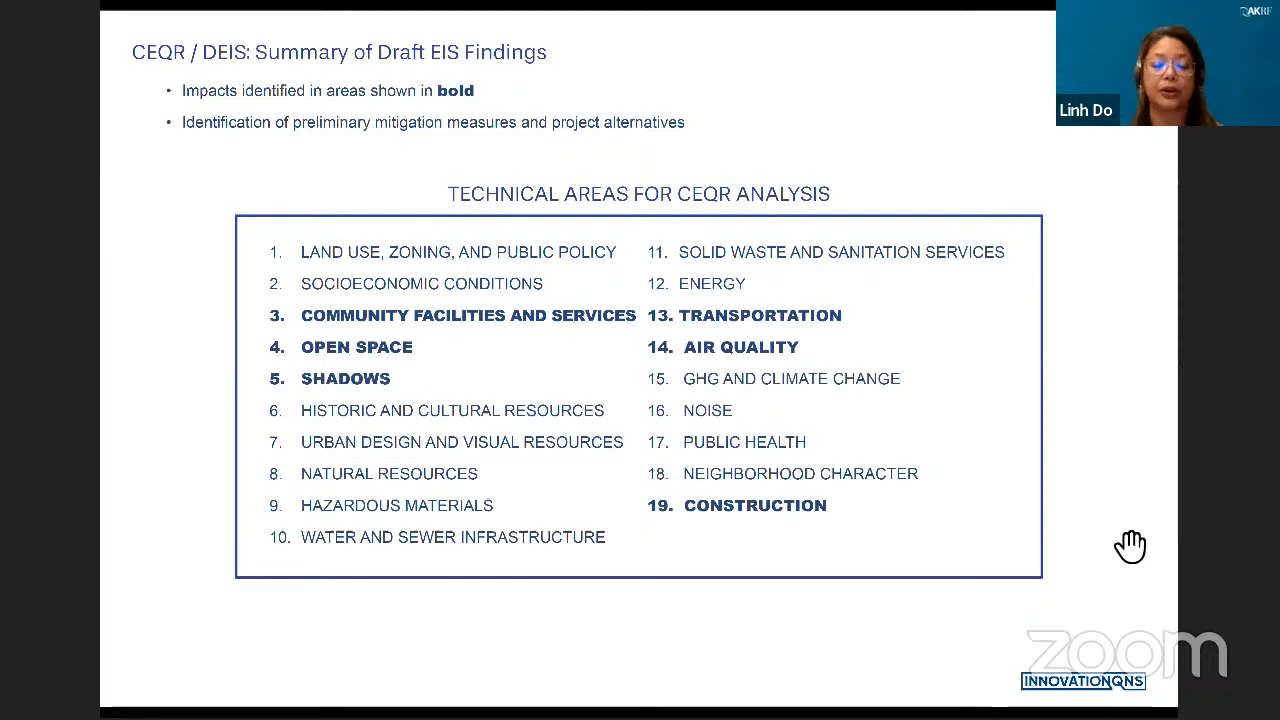 CEQR / DEIS: Summary of Draft EIS Findings
• Impacts identified in areas shown in bold
• Identification of preliminary mitigation measures and project alternatives
TECHNICAL AREAS FOR CEQR ANALYSIS
1. LAND USE, ZONING, AND PUBLIC POLICY
2. SOCIOECONOMIC CONDITIONS
3. COMMUNITY FACILITIES AND SERVICES
4. OPEN SPACE
5. SHADOWS
6. HISTORIC AND CULTURAL RESOURCES
7. URBAN DESIGN AND VISUAL RESOURCES
8. NATURAL RESOURCES
9. HAZARDOUS MATERIALS
10. WATER AND SEWER INFRASTRUCTURE
11. SOLID WASTE AND SANITATION SERVICES
12. ENERGY
13. TRANSPORTATION
14. AIR QUALITY
15. GHG AND CLIMATE CHANGE
16. NOISE
17. PUBLIC HEALTH
18. NEIGHBORHOOD CHARACTER
19. CONSTRUCTION
AKRF
Linh Do
zoom
INNOVATIONQNS